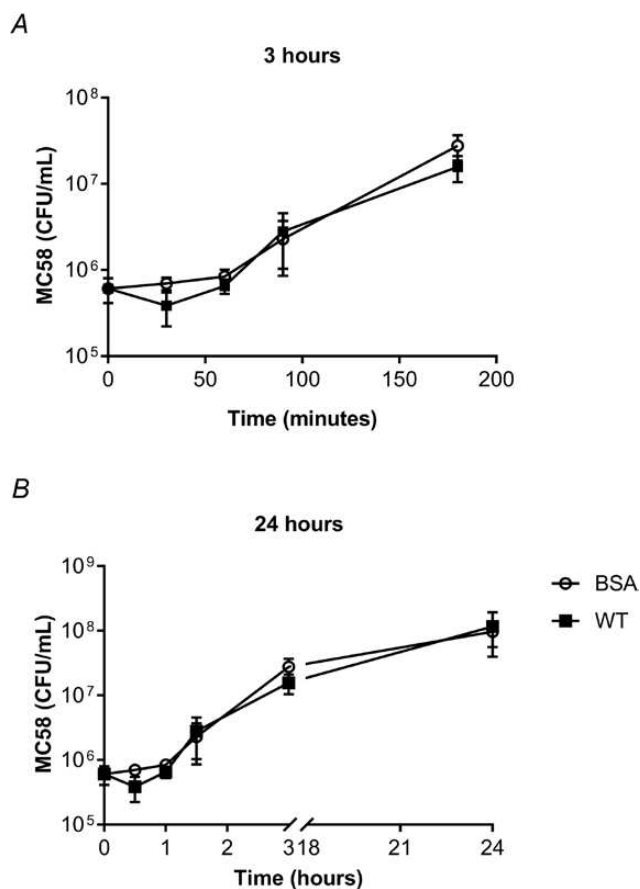 A
3 hours
10⁸
10⁷
10⁶
10⁵
MC58 (CFU/mL)
0 50 100 150 200
Time (minutes)
B
24 hours
10⁹
10⁸
10⁷
10⁶
10⁵
MC58 (CFU/mL)
BSA
WT
0 1 2 3 18 21 24
Time (hours)